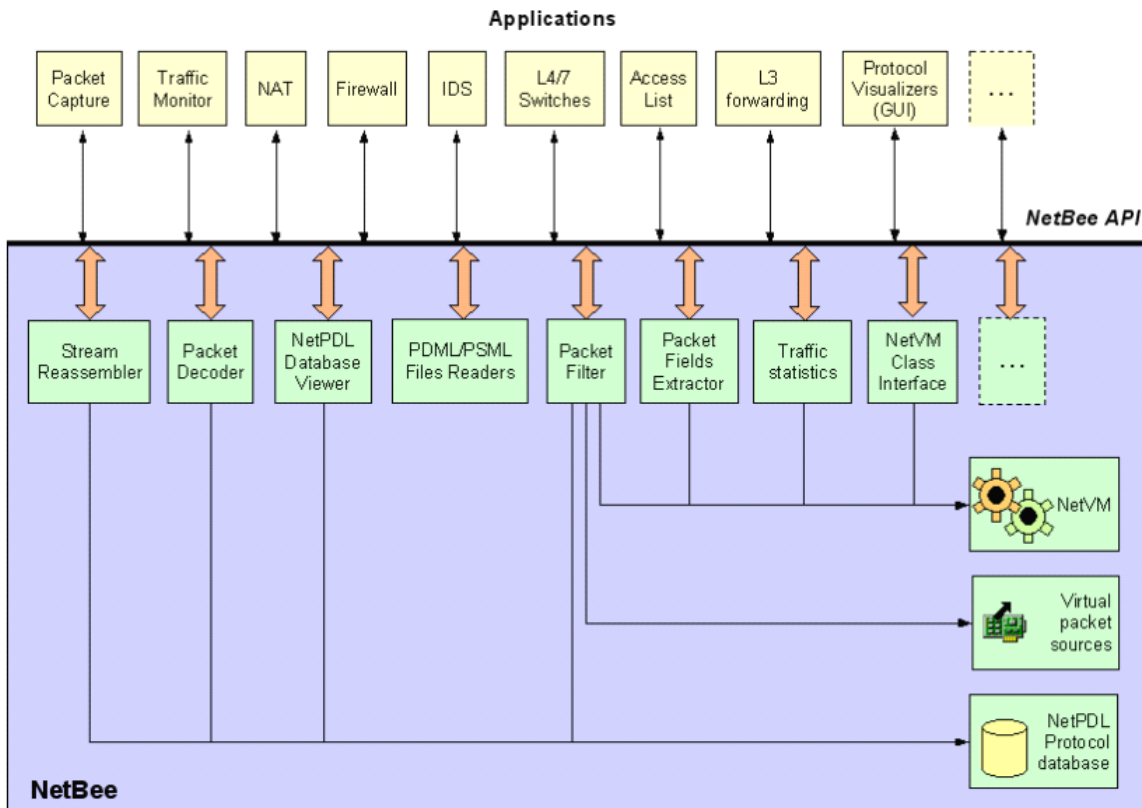 Applications
Packet
Capture
Traffic
Monitor
NAT
Firewall
IDS
L4/7
Switches
Access
List
L3
forwarding
Protocol
Visualizers
(GUI)
...
NetBee API
Stream
Reassembler
Packet
Decoder
NetPDL
Database
Viewer
PDML/PSML
Files Readers
Packet
Filter
Packet
Fields
Extractor
Traffic
statistics
NetVM
Class
Interface
...
NetVM
Virtual
packet
sources
NetPDL
Protocol
database
NetBee